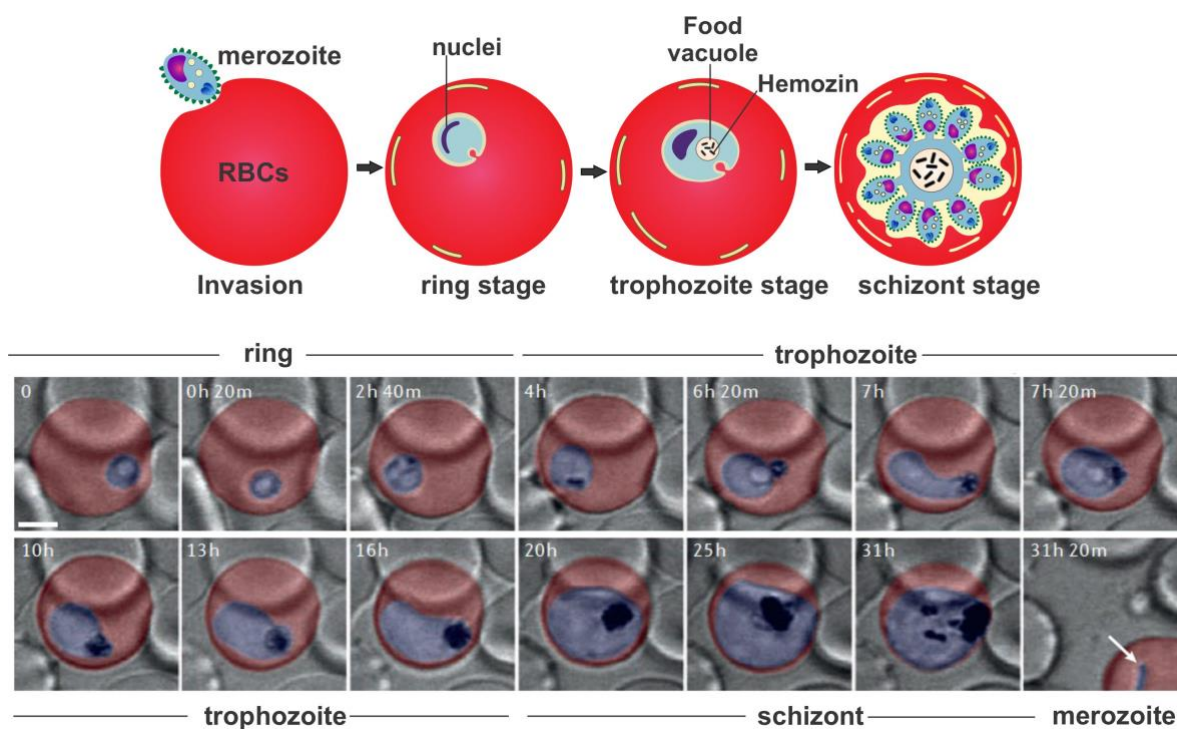 merozoite
nuclei
Food
vacuole
Hemozin
RBCs
Invasion
ring stage
trophozoite stage
schizont stage
ring
trophozoite
0
0h 20m
2h 40m
4h
6h 20m
7h
7h 20m
10h
13h
16h
20h
25h
31h
31h 20m
trophozoite
schizont
merozoite